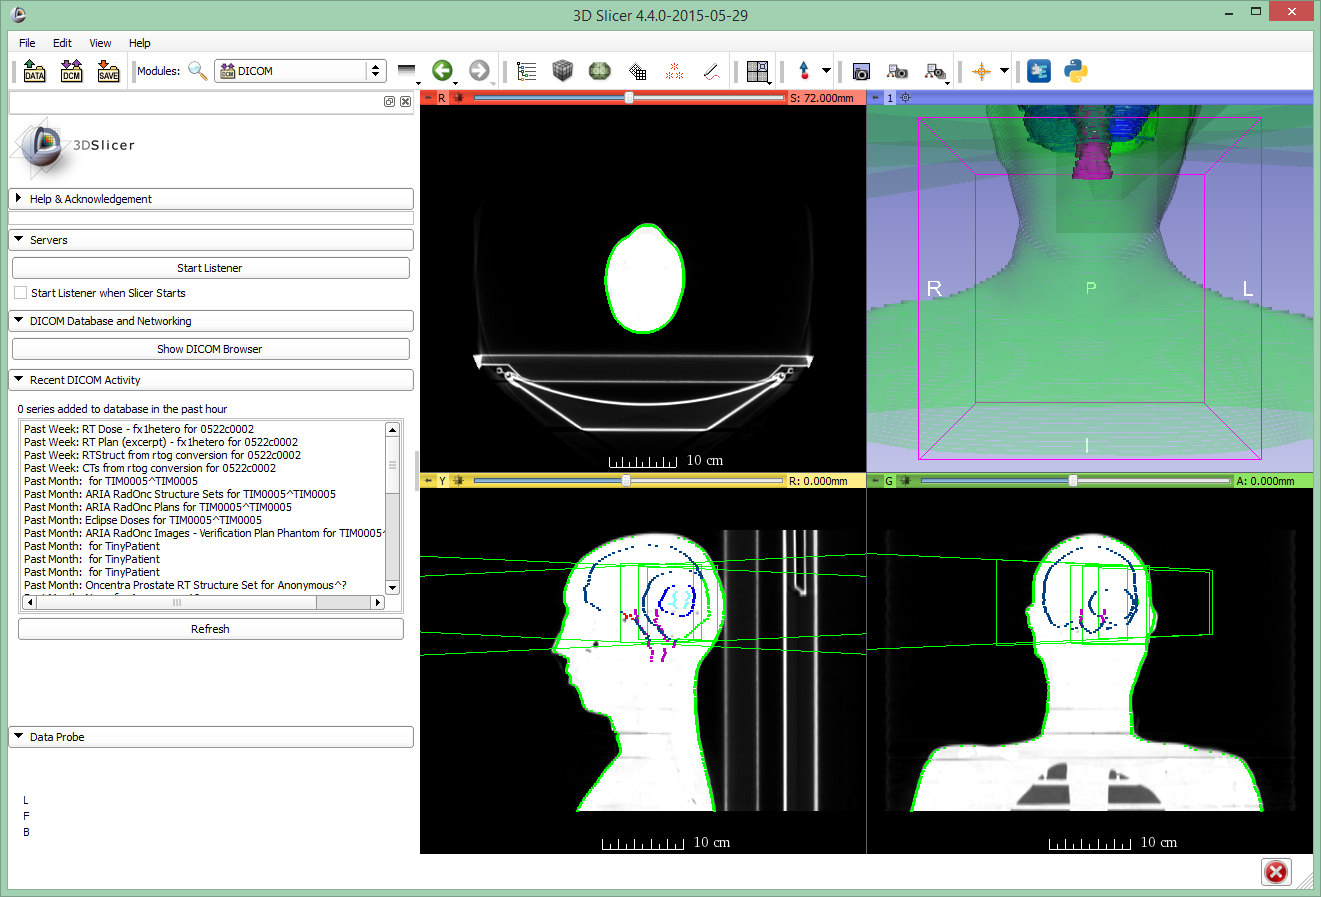 3D Slicer 4.4.0-2015-05-29
File Edit View Help
DATA DCM SAVE Modules: DCM DICOM
3DSlicer
Help & Acknowledgement
Servers
Start Listener
Start Listener when Slicer Starts
DICOM Database and Networking
Show DICOM Browser
Recent DICOM Activity
0 series added to database in the past hour
Past Week: RT Dose - fx1hetero for 0522c0002
Past Week: RT Plan (excerpt) - fx1hetero for 0522c0002
Past Week: RTStruct from rtog conversion for 0522c0002
Past Week: CTs from rtog conversion for 0522c0002
Past Month: for TIM0005^TIM0005
Past Month: ARIA RadOnc Structure Sets for TIM0005^TIM0005
Past Month: ARIA RadOnc Plans for TIM0005^TIM0005
Past Month: Eclipse Doses for TIM0005^TIM0005
Past Month: ARIA RadOnc Images - Verification Plan Phantom for TIM0005^
Past Month: for TinyPatient
Past Month: for TinyPatient
Past Month: for TinyPatient
Past Month: Oncentra Prostate RT Structure Set for Anonymous^?
Refresh
Data Probe
L
F
B
R S: 72.000mm
10 cm
1
R P L
I
Y R: 0.000mm
10 cm
G A: 0.000mm
10 cm